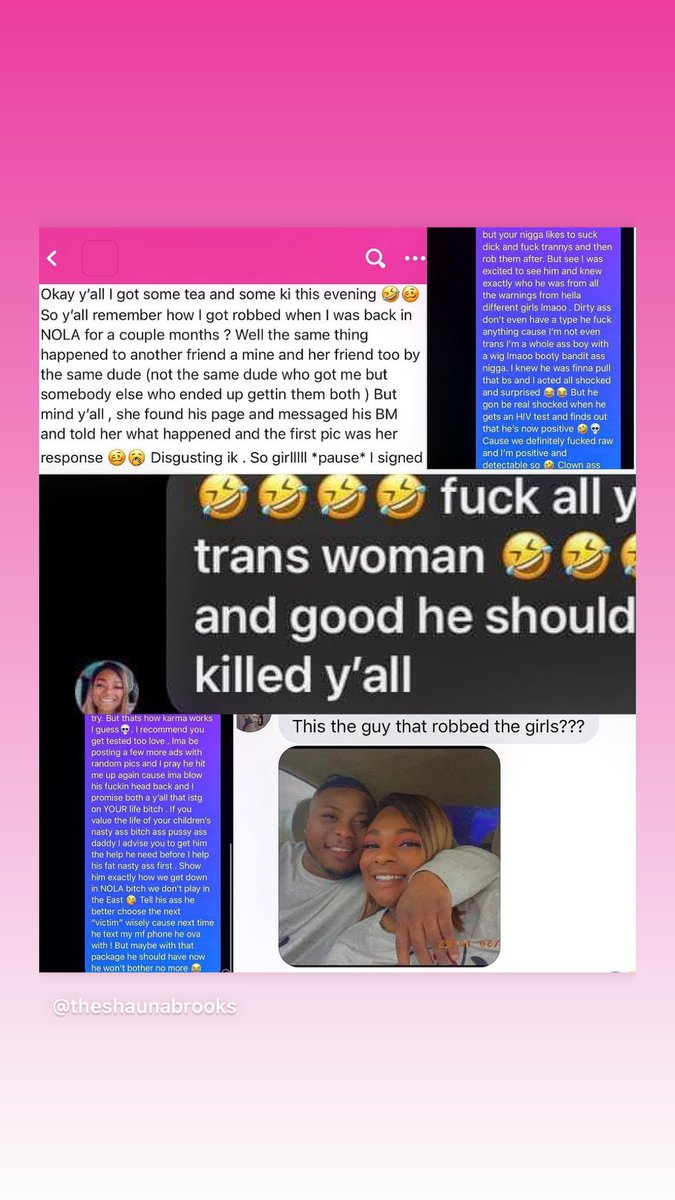 Okay y’all I got some tea and some ki this evening 🤣🥴
So y’all remember how I got robbed when I was back in
NOLA for a couple months ? Well the same thing
happened to another friend a mine and her friend too by
the same dude (not the same dude who got me but
somebody else who ended up gettin them both ) But
mind y’all , she found his page and messaged his BM
and told her what happened and the first pic was her
response 🥴😭 Disgusting ik . So girlllll *pause* I signed
but your nigga likes to suck
dick and fuck trannys and then
rob them after. But see I was
excited to see him and knew
exactly who he was from all
the warnings from hella
different girls lmaoo . Dirty ass
don’t even have a type he fuck
anything cause I’m not even
trans I’m a whole ass boy with
a wig lmaoo booty bandit ass
nigga. I knew he was finna pull
that bs and I acted all shocked
and surprised 😂😂 But he
gon be real shocked when he
gets an HIV test and finds out
that he’s now positive 🤣💀
Cause we definitely fucked raw
and I’m positive and
detectable so 🤣 Clown ass
🤣🤣🤣🤣 fuck all y
trans woman 🤣🤣🤣
and good he should
killed y’all
try. But thats how karma works
I guess💀. I recommend you
get tested too love . Ima be
posting a few more ads with
random pics and I pray he hit
me up again cause ima blow
his fuckin head back and I
promise both a y’all that istg
on YOUR life bitch . If you
value the life of your children’s
nasty ass bitch ass pussy ass
daddy I advise you to get him
the help he need before I help
his fat nasty ass first . Show
him exactly how we get down
in NOLA bitch we don’t play in
the East 😘 Tell his ass he
better choose the next
“victim” wisely cause next time
he text my mf phone he ova
with ! But maybe with that
package he should have now
he won’t bother no more 😂
This the guy that robbed the girls???
@theshaunabrooks